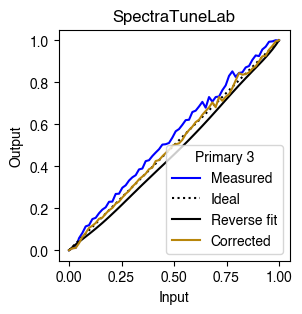 SpectraTuneLab
1.0
0.8
0.6
0.4
0.2
0.0
Output
Primary 3
Measured
Ideal
Reverse fit
Corrected
0.00 0.25 0.50 0.75 1.00
Input